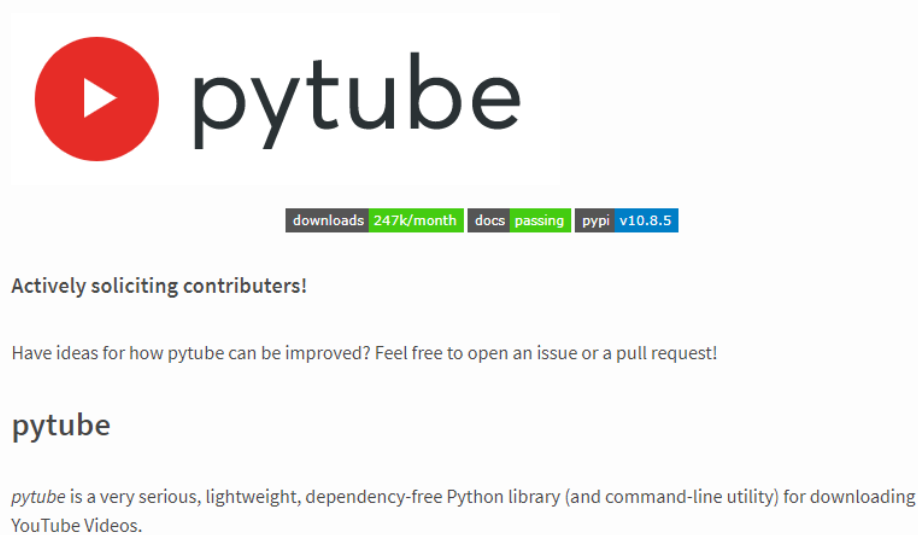 pytube
downloads 247k/month docs passing pypi v10.8.5
Actively soliciting contributers!
Have ideas for how pytube can be improved? Feel free to open an issue or a pull request!
pytube
pytube is a very serious, lightweight, dependency-free Python library (and command-line utility) for downloading
YouTube Videos.